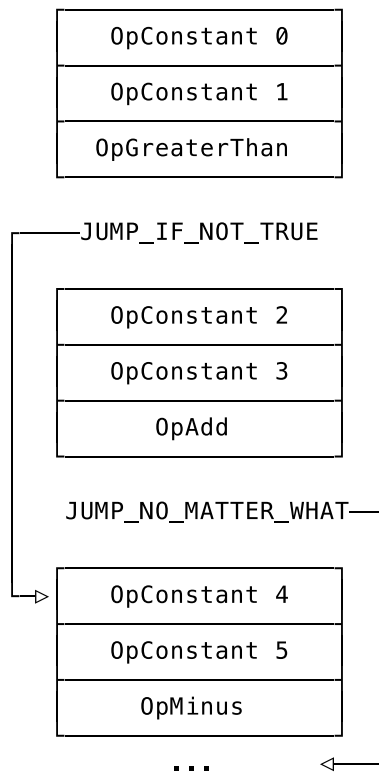 OpConstant 0
OpConstant 1
OpGreaterThan
JUMP_IF_NOT_TRUE
OpConstant 2
OpConstant 3
OpAdd
JUMP_NO_MATTER_WHAT
OpConstant 4
OpConstant 5
OpMinus
...